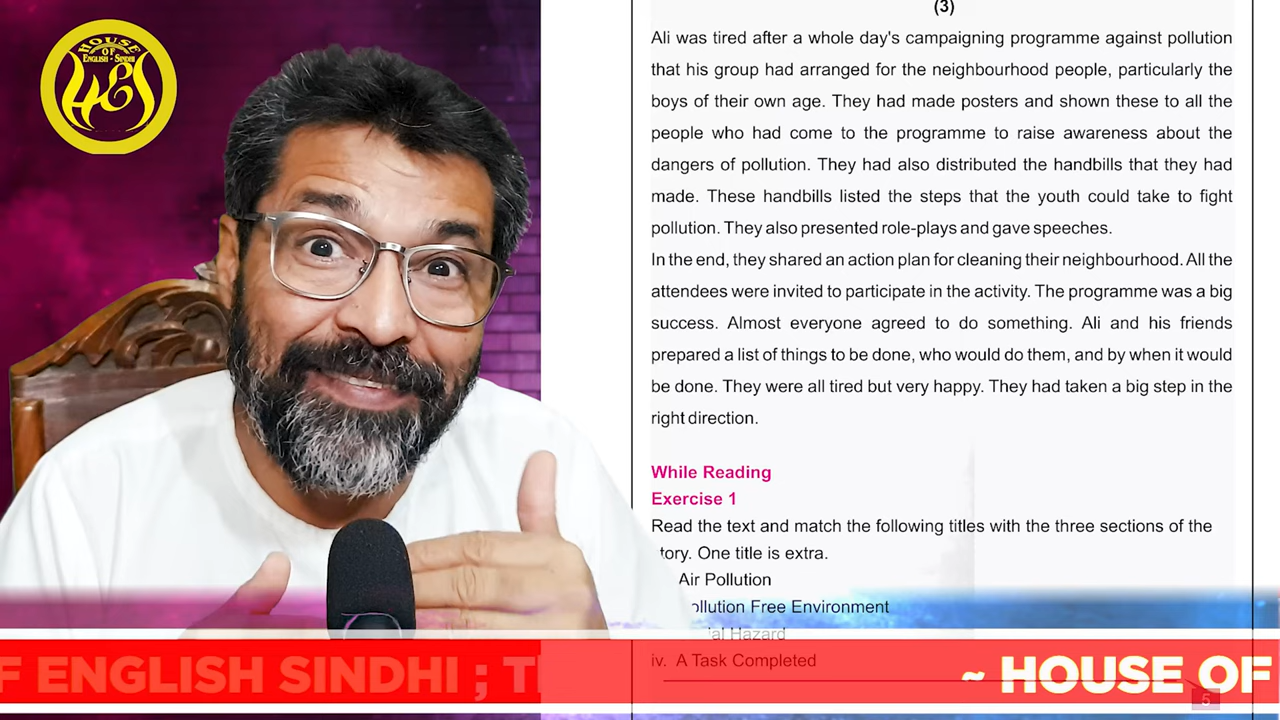 HOUSE
OF
ENGLISH - SINDHI
(3)
Ali was tired after a whole day's campaigning programme against pollution
that his group had arranged for the neighbourhood people, particularly the
boys of their own age. They had made posters and shown these to all the
people who had come to the programme to raise awareness about the
dangers of pollution. They had also distributed the handbills that they had
made. These handbills listed the steps that the youth could take to fight
pollution. They also presented role-plays and gave speeches.
In the end, they shared an action plan for cleaning their neighbourhood. All the
attendees were invited to participate in the activity. The programme was a big
success. Almost everyone agreed to do something. Ali and his friends
prepared a list of things to be done, who would do them, and by when it would
be done. They were all tired but very happy. They had taken a big step in the
right direction.
While Reading
Exercise 1
Read the text and match the following titles with the three sections of the
tory. One title is extra.
Air Pollution
ollution Free Environment
al Hazard
iv. A Task Completed
F ENGLISH SINDHI ; T
~ HOUSE OF
5